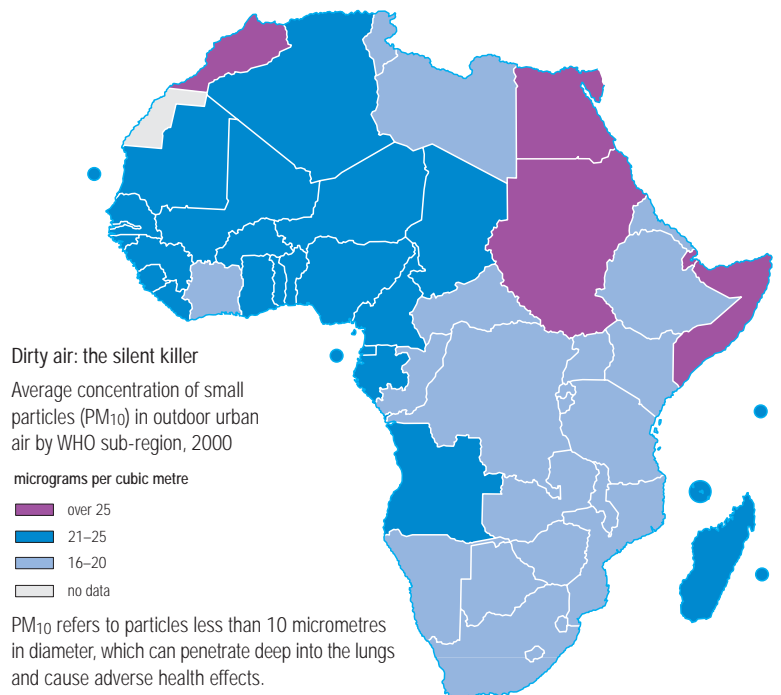 Dirty air: the silent killer
Average concentration of small
particles (PM10) in outdoor urban
air by WHO sub-region, 2000
micrograms per cubic metre
over 25
21–25
16–20
no data
PM10 refers to particles less than 10 micrometres
in diameter, which can penetrate deep into the lungs
and cause adverse health effects.